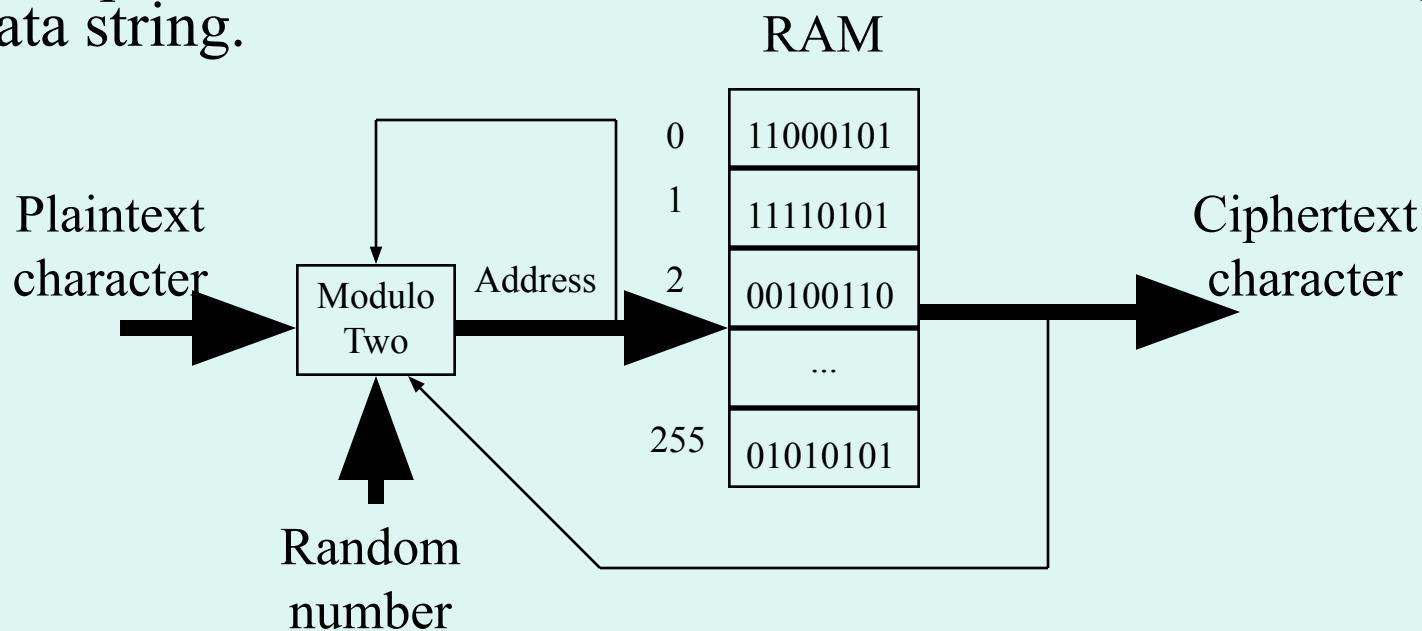 ata string.
RAM
0 11000101
1 11110101
Plaintext
character
Ciphertext
character
Address
2 00100110
Modulo
Two
...
255 01010101
Random
number